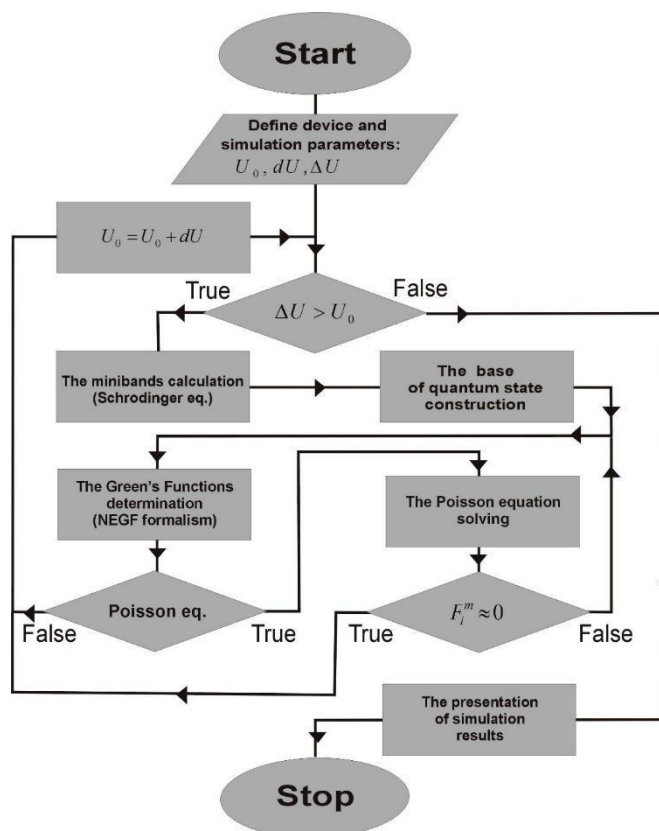 Start
Define device and
simulation parameters:
U₀, dU, ΔU
U₀ = U₀ + dU
True
False
ΔU > U₀
The minibands calculation
(Schrodinger eq.)
The base
of quantum state
construction
The Green's Functions
determination
(NEGF formalism)
The Poisson equation
solving
Poisson eq.
False
True
Fᵢᵐ ≈ 0
True
False
The presentation
of simulation
results
Stop